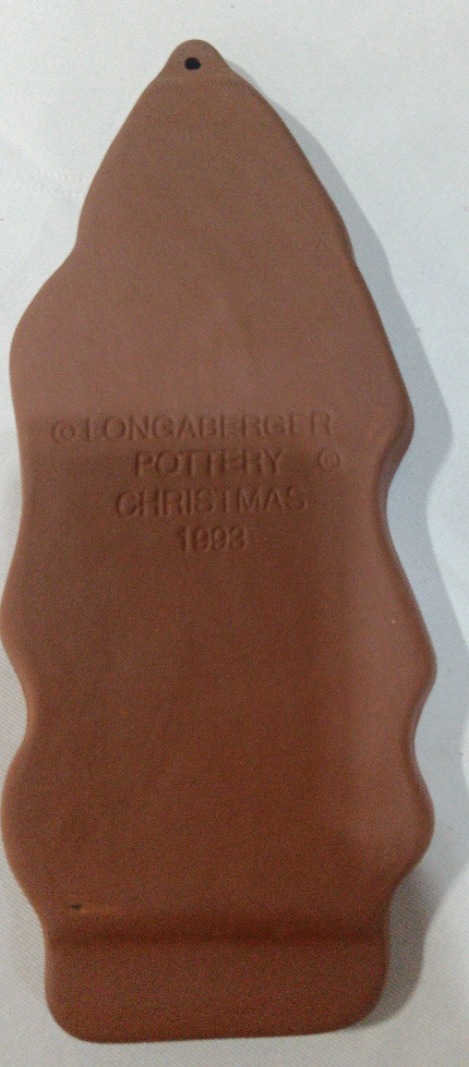 © LONGABERGER
POTTERY ®
CHRISTMAS
1993